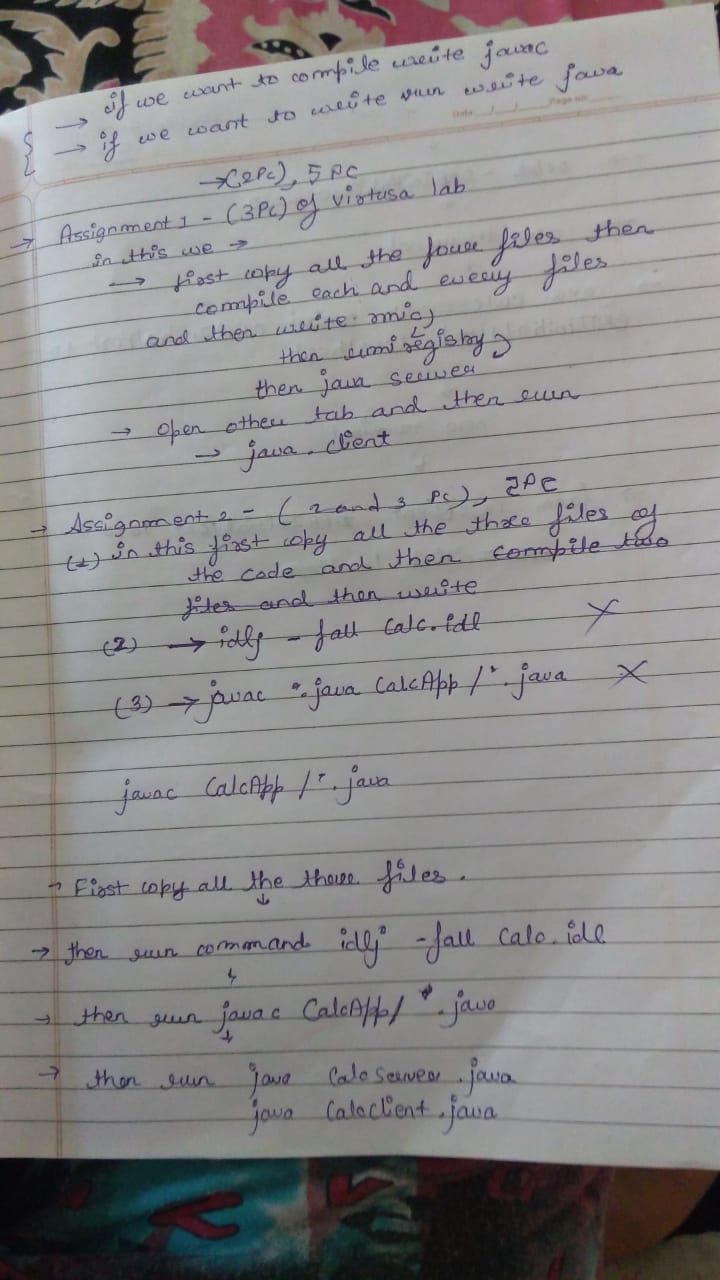 → if we want to compile write javac
→ if we want to write run write java
Date / / Page no
→ (2PC), 5 PC
→ Assignment 1 - (3PC) of Virtusa lab
in this we →
→ first copy all the four files then
compile each and every files
and then write rmic,
then rmiregistry
then java server
→ open other tab and then run
→ java. client
→ Assignment 2 - ( 2 and 3 PC), 2PC
(1) in this first copy all the three files of
the code and then compile two
files and then write
(2) → idlj - fall Calc.idl ×
(3) → javac *.java CalcApp /*.java ×
javac CalcApp /*.java
→ First copy all the three files.
↓
→ then run command idlj -fall Calc.idl
↓
→ then run javac CalcApp/ *.java
↓
→ then run java Calcserver.java
java Calcclient.java